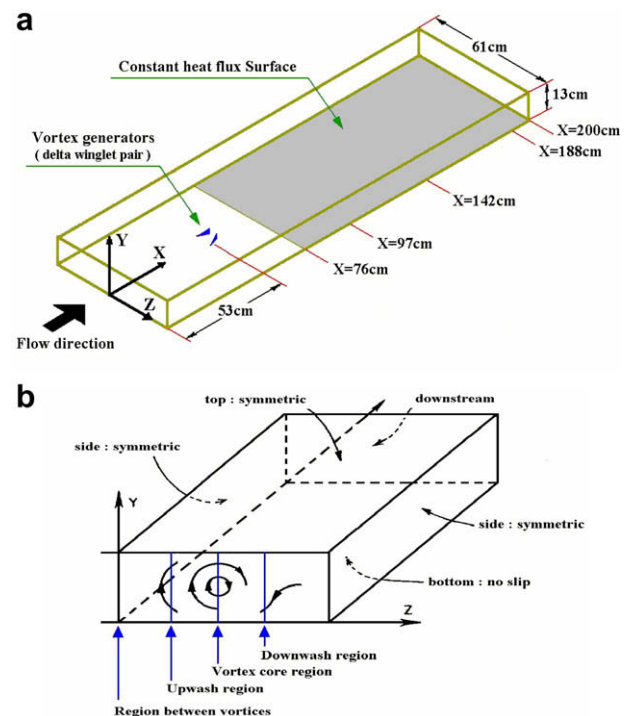 a
61cm
Constant heat flux Surface
13cm
Vortex generators
( delta winglet pair )
X=200cm
X=188cm
X=142cm
Y
X
X=97cm
X=76cm
Z
53cm
Flow direction
b
top : symmetric
downstream
side : symmetric
Y
side : symmetric
bottom : no slip
Z
Downwash region
Vortex core region
Upwash region
Region between vortices